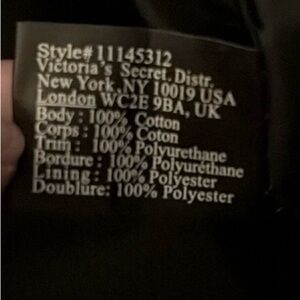 Style# 11145312
Victoria's Secret, Distr.
New York, NY 10019 USA
London WC2E 9BA, UK
Body : 100% Cotton
Corps : 100% Coton
Trim : 100% Polyurethane
Bordure : 100% Polyuréthane
Lining : 100% Polyester
Doublure: 100% Polyester